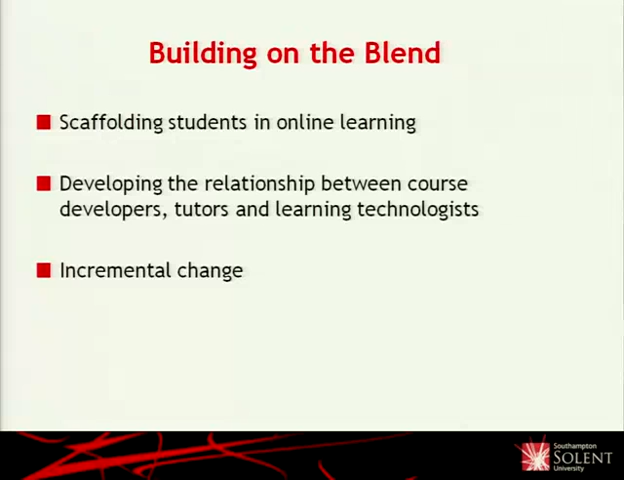 Building on the Blend
Scaffolding students in online learning
Developing the relationship between course
developers, tutors and learning technologists
Incremental change
Southampton
SOLENT
University